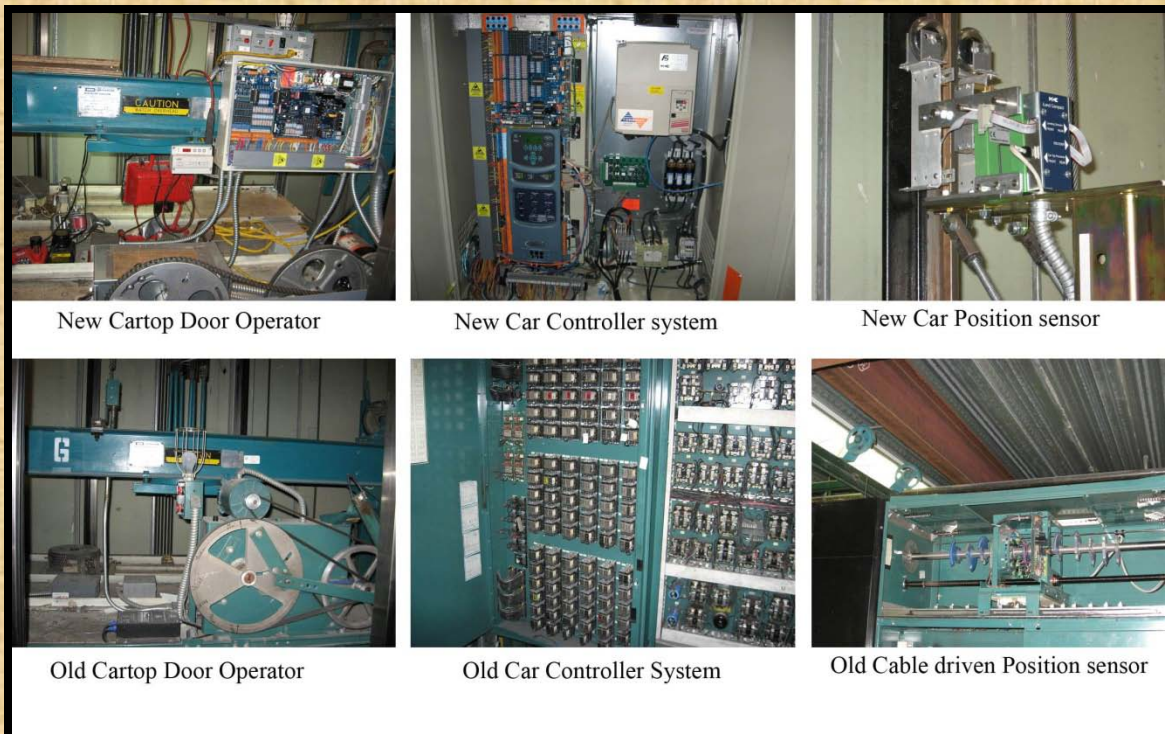 CAUTION
New Cartop Door Operator
New Car Controller system
New Car Position sensor
G
Old Cartop Door Operator
Old Car Controller System
Old Cable driven Position sensor